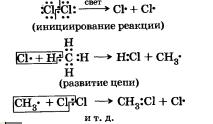 свет
:Cl:Cl: → Cl• + Cl•
(инициирование реакции)
H
Cl• + H:C:H → H:Cl + CH₃•
H
(развитие цепи)
CH₃• + Cl:Cl → CH₃:Cl + Cl•
и т. д.